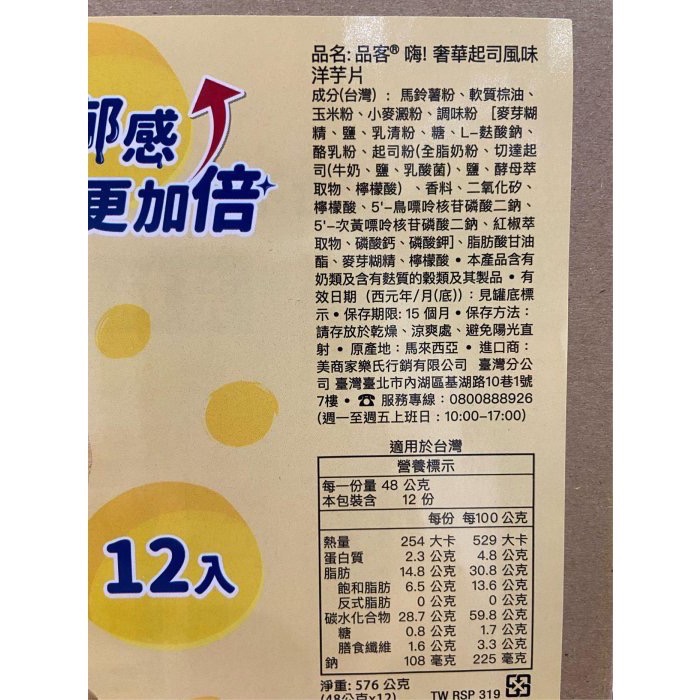 感
更加倍
12入
品名: 品客® 嗨! 奢華起司風味
洋芋片
成分(台灣) : 馬鈴薯粉、軟質棕油、
玉米粉、小麥澱粉、調味粉 [麥芽糊
精、鹽、乳清粉、糖、L-麩酸鈉、
酪乳粉、起司粉(全脂奶粉、切達起
司(牛奶、鹽、乳酸菌)、鹽、酵母萃
取物、檸檬酸) 、香料、二氧化矽、
檸檬酸、5'-鳥嘌呤核苷磷酸二鈉、
5'-次黃嘌呤核苷磷酸二鈉、紅椒萃
取物、磷酸鈣、磷酸鉀]、脂肪酸甘油
酯、麥芽糊精、檸檬酸 • 本產品含有
奶類及含有麩質的穀類及其製品 • 有
效日期 (西元年/月(底)) : 見罐底標
示 • 保存期限: 15 個月 • 保存方法 :
請存放於乾燥、涼爽處、避免陽光直
射 • 原產地 : 馬來西亞 • 進口商 :
美商家樂氏行銷有限公司 臺灣分公
司 臺灣臺北市內湖區基湖路10巷1號
7樓 • ☎ 服務專線 : 0800888926
(週一至週五上班日 : 10:00-17:00)
適用於台灣
營養標示
每一份量 48 公克
本包裝含 12 份
每份 每100 公克
熱量 254 大卡 529 大卡
蛋白質 2.3 公克 4.8 公克
脂肪 14.8 公克 30.8 公克
飽和脂肪 6.5 公克 13.6 公克
反式脂肪 0 公克 0 公克
碳水化合物 28.7 公克 59.8 公克
糖 0.8 公克 1.7 公克
膳食纖維 1.6 公克 3.3 公克
鈉 108 毫克 225 毫克
淨重: 576 公克
(48公克x12)
TW RSP 319